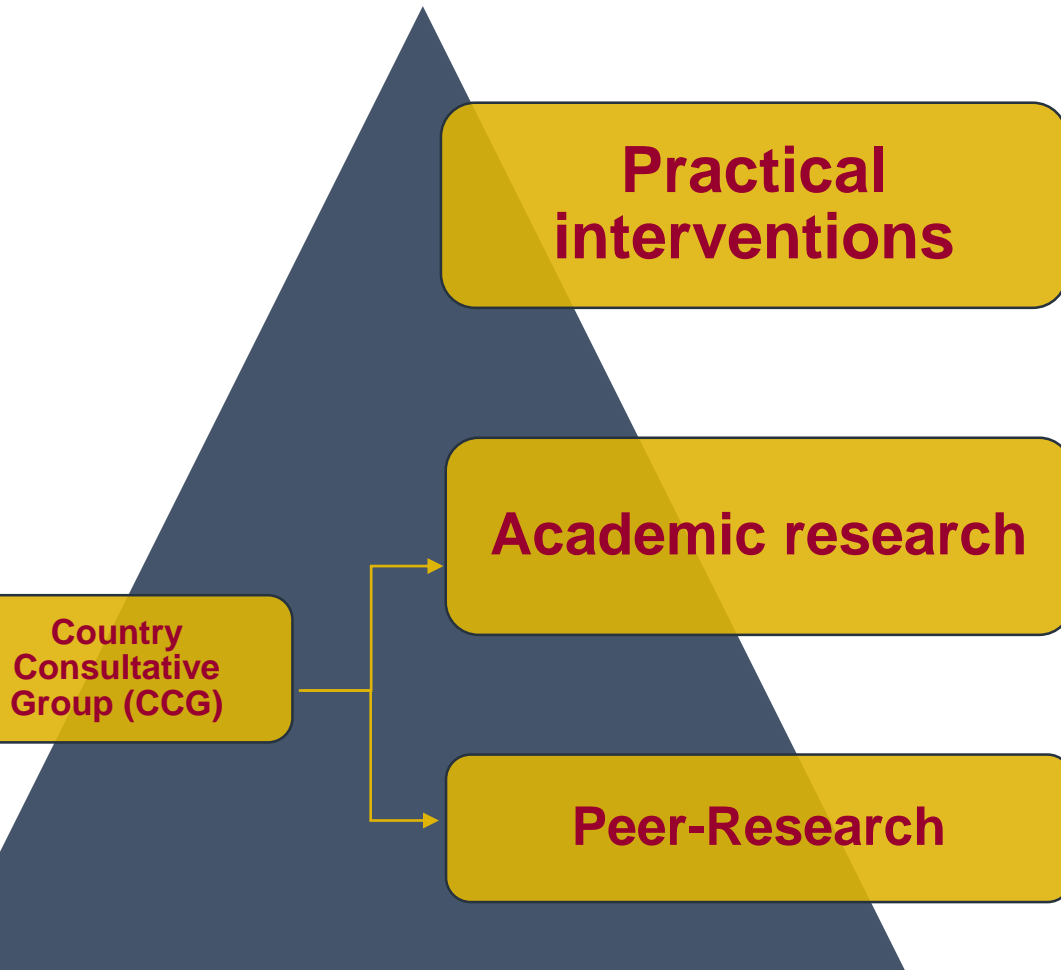 Practical
interventions
Academic research
Country
Consultative
Group (CCG)
Peer-Research